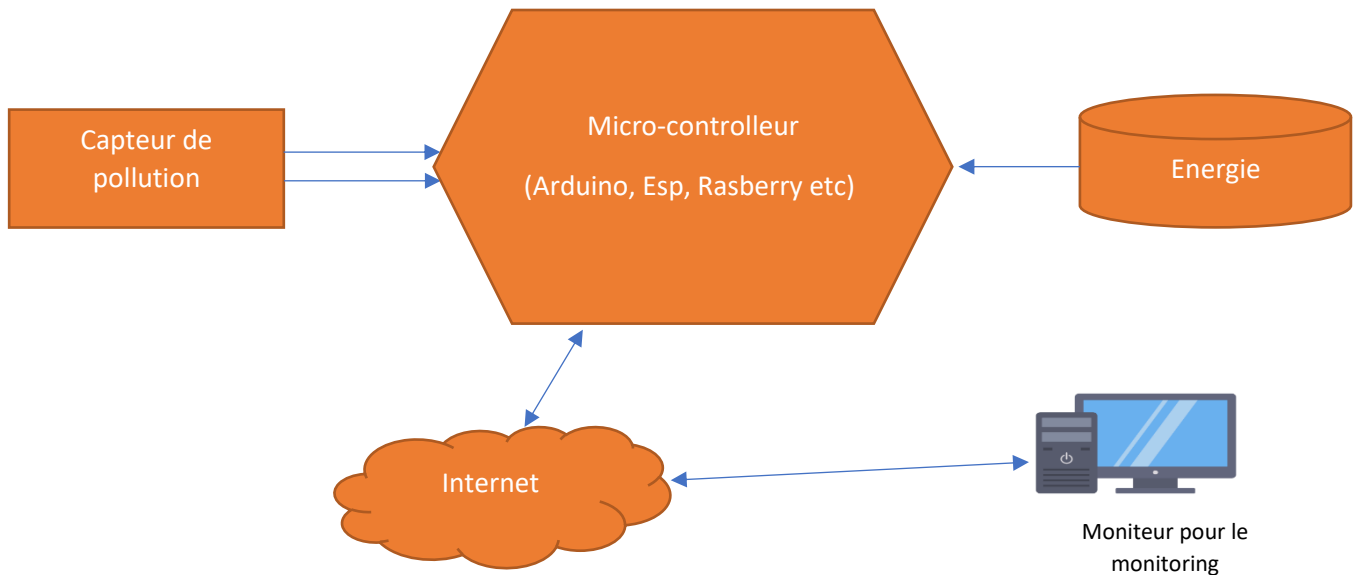 Capteur de
pollution
Micro-controlleur
(Arduino, Esp, Rasberry etc)
Energie
Internet
Moniteur pour le
monitoring